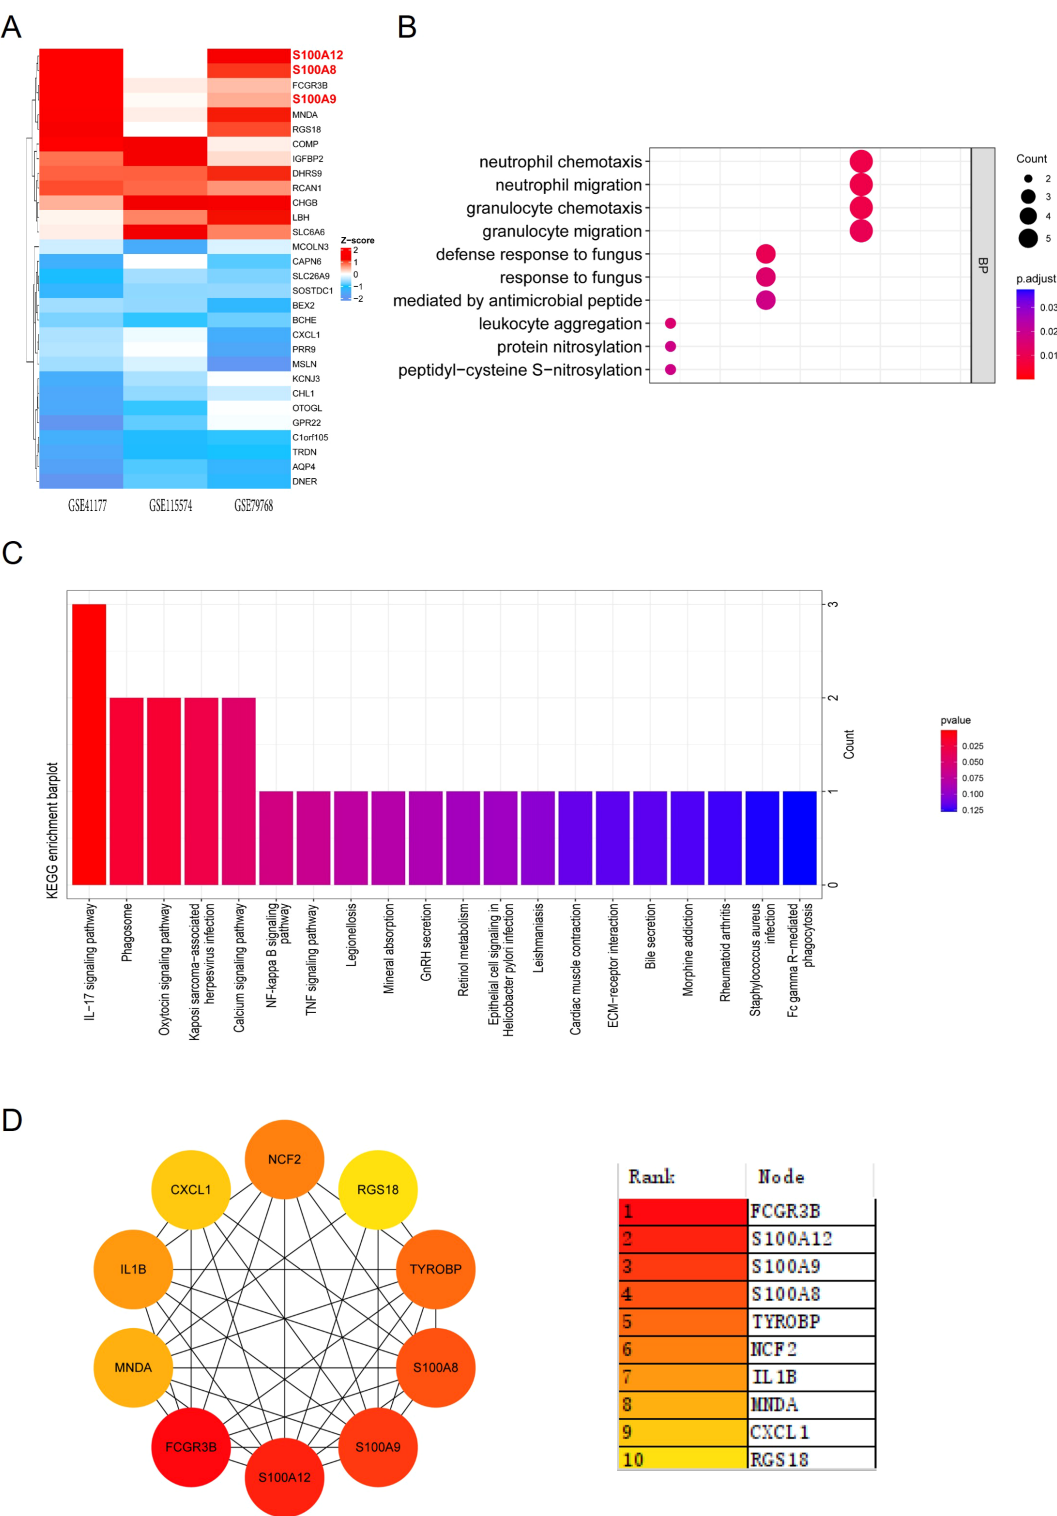 A
S100A12
S100A8
FCGR3B
S100A9
MNDA
RGS18
COMP
IGFBP2
DHRS9
RCAN1
CHGB
LBH
SLC6A6
MCOLN3
CAPN6
SLC26A9
SOSTDC1
BEX2
BCHE
CXCL1
PRR9
MSLN
KCNJ3
CHL1
OTOGL
GPR22
C1orf105
TRDN
AQP4
DNER
GSE41177 GSE115574 GSE79768
Z−score
2
1
0
−1
−2
B
neutrophil chemotaxis
neutrophil migration
granulocyte chemotaxis
granulocyte migration
defense response to fungus
response to fungus
mediated by antimicrobial peptide
leukocyte aggregation
protein nitrosylation
peptidyl-cysteine S-nitrosylation
BP
Count
2
3
4
5
p.adjust
0.03
0.02
0.01
C
KEGG enrichment barplot
3
2
1
0
Count
IL−17 signaling pathway
Phagosome
Oxytocin signaling pathway
Kaposi sarcoma−associated
herpesvirus infection
Calcium signaling pathway
NF−kappa B signaling
pathway
TNF signaling pathway
Legionellosis
Mineral absorption
GnRH secretion
Retinol metabolism
Epithelial cell signaling in
Helicobacter pylori infection
Leishmaniasis
Cardiac muscle contraction
ECM−receptor interaction
Bile secretion
Morphine addiction
Rheumatoid arthritis
Staphylococcus aureus
infection
Fc gamma R−mediated
phagocytosis
pvalue
0.025
0.050
0.075
0.100
0.125
D
NCF2
CXCL1
RGS18
IL1B
TYROBP
MNDA
S100A8
FCGR3B
S100A9
S100A12
Rank Node
1 FCGR3B
2 S100A12
3 S100A9
4 S100A8
5 TYROBP
6 NCF2
7 IL1B
8 MNDA
9 CXCL1
10 RGS18